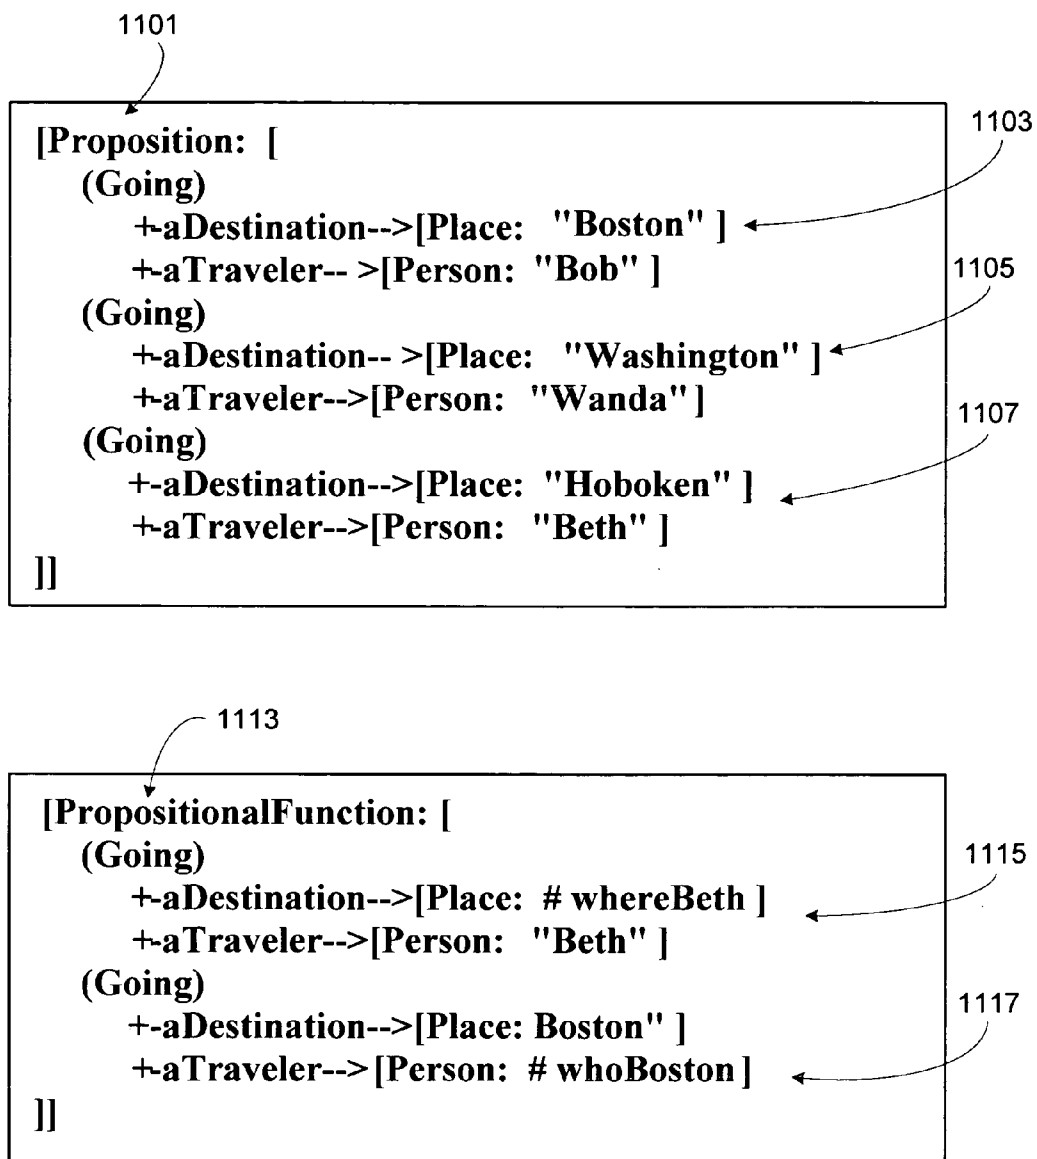 1101
[Proposition: [
1103
(Going)
+-aDestination-->[Place: "Boston" ]
+-aTraveler-- >[Person: "Bob" ]
1105
(Going)
+-aDestination-- >[Place: "Washington" ]
+-aTraveler-->[Person: "Wanda" ]
1107
(Going)
+-aDestination-->[Place: "Hoboken" ]
+-aTraveler-->[Person: "Beth" ]
]]
1113
[PropositionalFunction: [
(Going)
1115
+-aDestination-->[Place: # whereBeth ]
+-aTraveler-->[Person: "Beth" ]
(Going)
1117
+-aDestination-->[Place: Boston" ]
+-aTraveler-->[Person: # whoBoston ]
]]